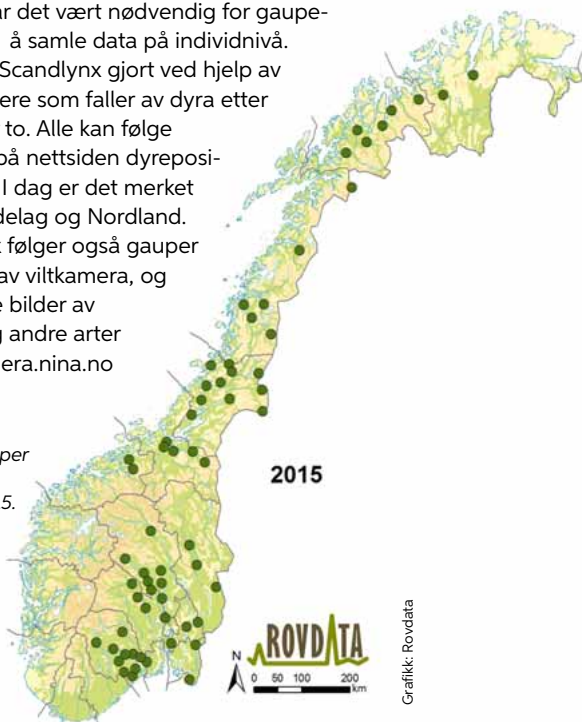 ar det vært nødvendig for gaupe-
å samle data på individnivå.
Scandlynx gjort ved hjelp av
ere som faller av dyra etter
to. Alle kan følge
på nettsiden dyreposi-
I dag er det merket
delag og Nordland.
følger også gauper
av viltkamera, og
bilder av
g andre arter
era.nina.no
per
5.
2015
ROVDATA
N
0 50 100 200
km
Grafikk: Rovdata